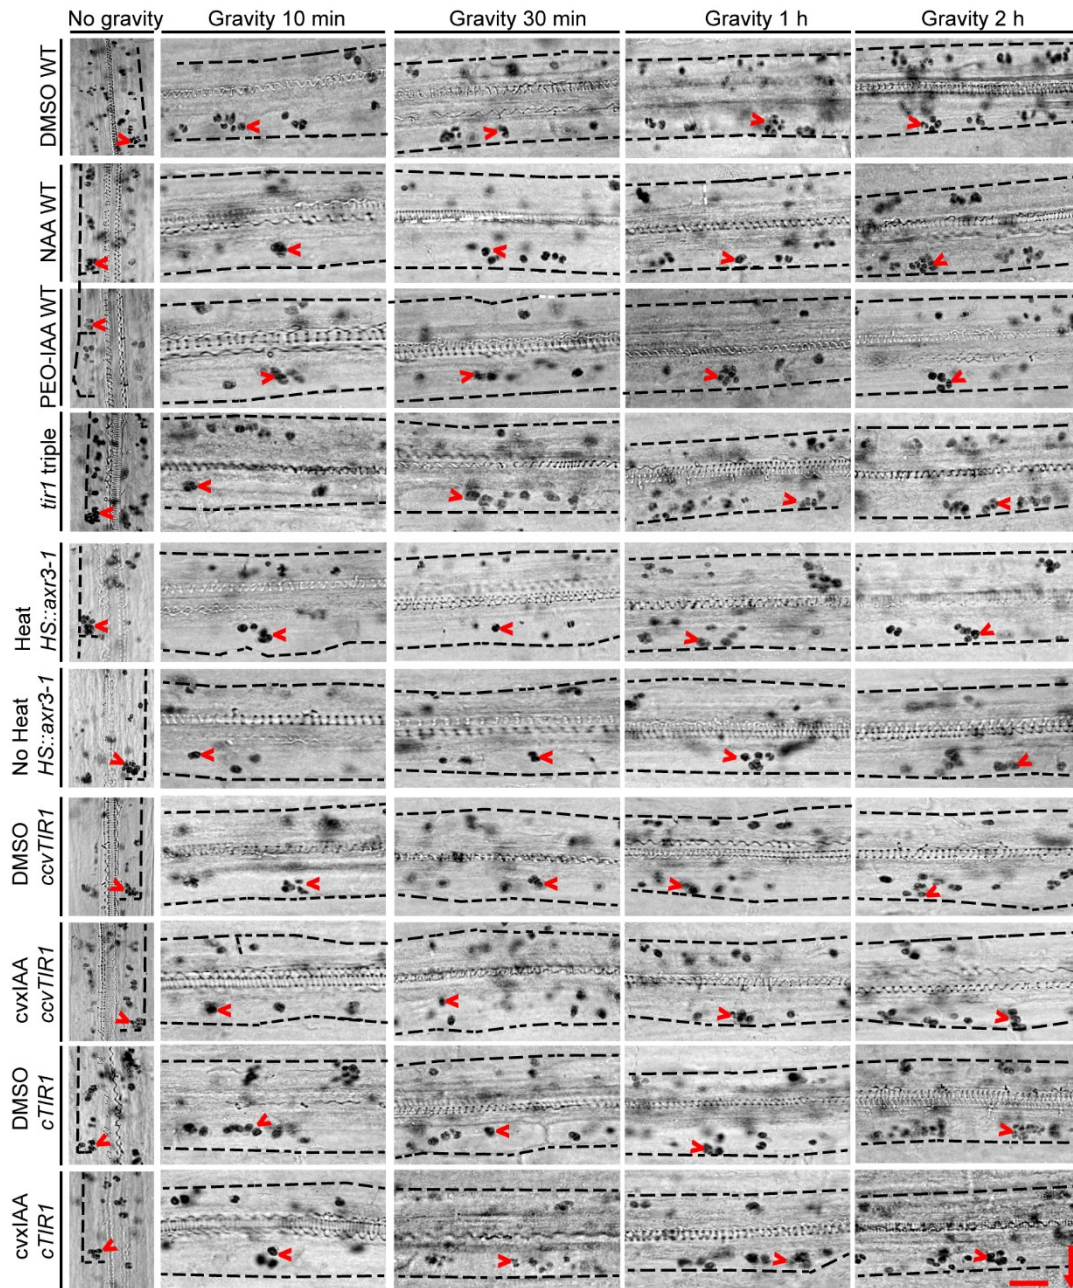 No gravity Gravity 10 min Gravity 30 min Gravity 1 h Gravity 2 h
DMSO WT
NAA WT
PEO-IAA WT
tir1 triple
Heat
HS::axr3-1
No Heat
HS::axr3-1
DMSO
ccvTIR1
cvxIAA
ccvTIR1
DMSO
cTIR1
cvxIAA
cTIR1